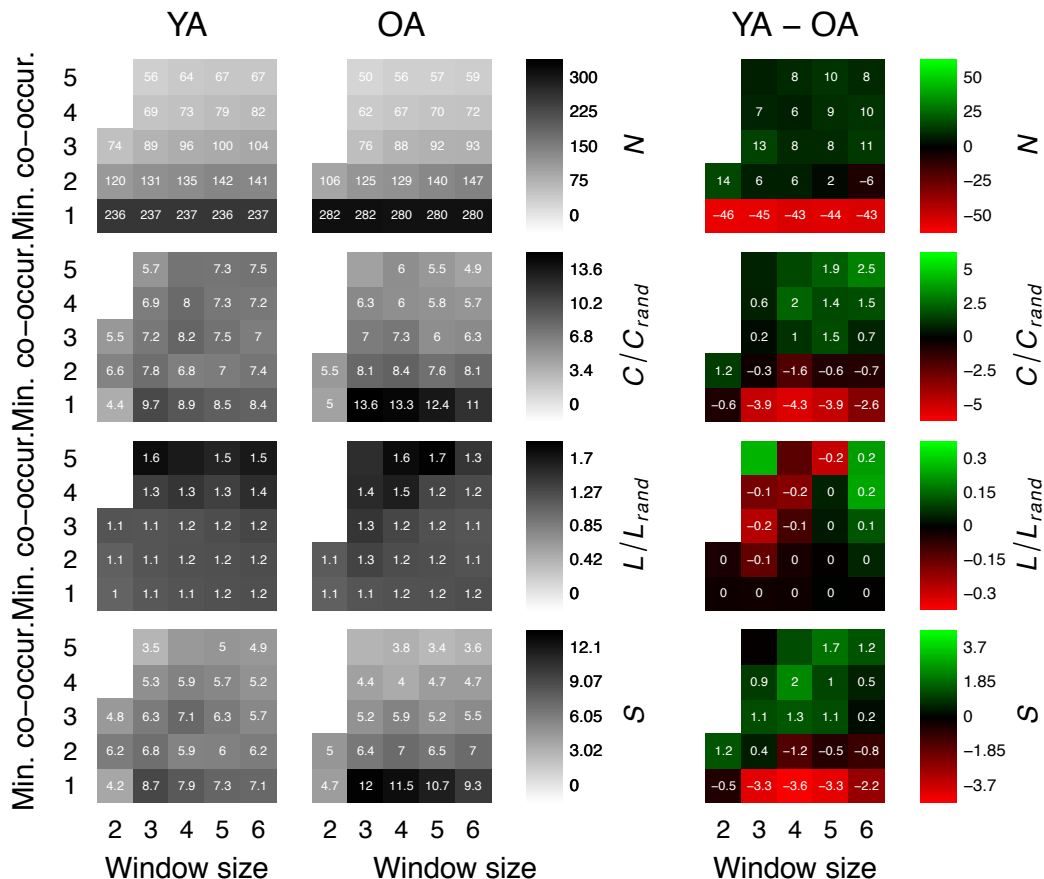 YA OA YA – OA
Min. co-occur.
5 56 64 67 67 50 56 57 59 8 10 8
4 69 73 79 82 62 67 70 72 7 6 9 10
3 74 89 96 100 104 76 88 92 93 13 8 8 11
2 120 131 135 142 141 106 125 129 140 147 14 6 6 2 −6
1 236 237 237 236 237 282 282 280 280 280 −46 −45 −43 −44 −43
300 225 150 75 0 N
50 25 0 −25 −50 N
Min. co-occur.
5 5.7 7.3 7.5 6 5.5 4.9 1.9 2.5
4 6.9 8 7.3 7.2 6.3 6 5.8 5.7 0.6 2 1.4 1.5
3 5.5 7.2 8.2 7.5 7 7 7.3 6 6.3 0.2 1 1.5 0.7
2 6.6 7.8 6.8 7 7.4 5.5 8.1 8.4 7.6 8.1 1.2 −0.3 −1.6 −0.6 −0.7
1 4.4 9.7 8.9 8.5 8.4 5 13.6 13.3 12.4 11 −0.6 −3.9 −4.3 −3.9 −2.6
13.6 10.2 6.8 3.4 0 C/Crand
5 2.5 0 −2.5 −5 C/Crand
Min. co-occur.
5 1.6 1.5 1.5 1.6 1.7 1.3 −0.2 0.2
4 1.3 1.3 1.3 1.4 1.4 1.5 1.2 1.2 −0.1 −0.2 0 0.2
3 1.1 1.1 1.2 1.2 1.2 1.3 1.2 1.2 1.1 −0.2 −0.1 0 0.1
2 1.1 1.1 1.2 1.2 1.2 1.1 1.3 1.2 1.2 1.2 0 −0.1 0 0 0
1 1 1.1 1.1 1.2 1.2 1.1 1.1 1.2 1.2 1.2 0 0 0 0
1.7 1.27 0.85 0.42 0 L/Lrand
0.3 0.15 0 −0.15 −0.3 L/Lrand
Min. co-occur.
5 3.5 5 4.9 3.8 3.4 3.6 1.7 1.2
4 5.3 5.9 5.7 5.2 4.4 4 4.7 4.7 0.9 2 1 0.5
3 4.8 6.3 7.1 6.3 5.7 5.2 5.9 5.2 5.5 1.1 1.3 1.1 0.2
2 6.2 6.8 5.9 6 6.2 5 6.4 7 6.5 7 1.2 0.4 −1.2 −0.5 −0.8
1 4.2 8.7 7.9 7.3 7.1 4.7 12 11.5 10.7 9.3 −0.5 −3.3 −3.6 −3.3 −2.2
12.1 9.07 6.05 3.02 0 S
3.7 1.85 0 −1.85 −3.7 S
2 3 4 5 6 2 3 4 5 6 2 3 4 5 6
Window size Window size Window size